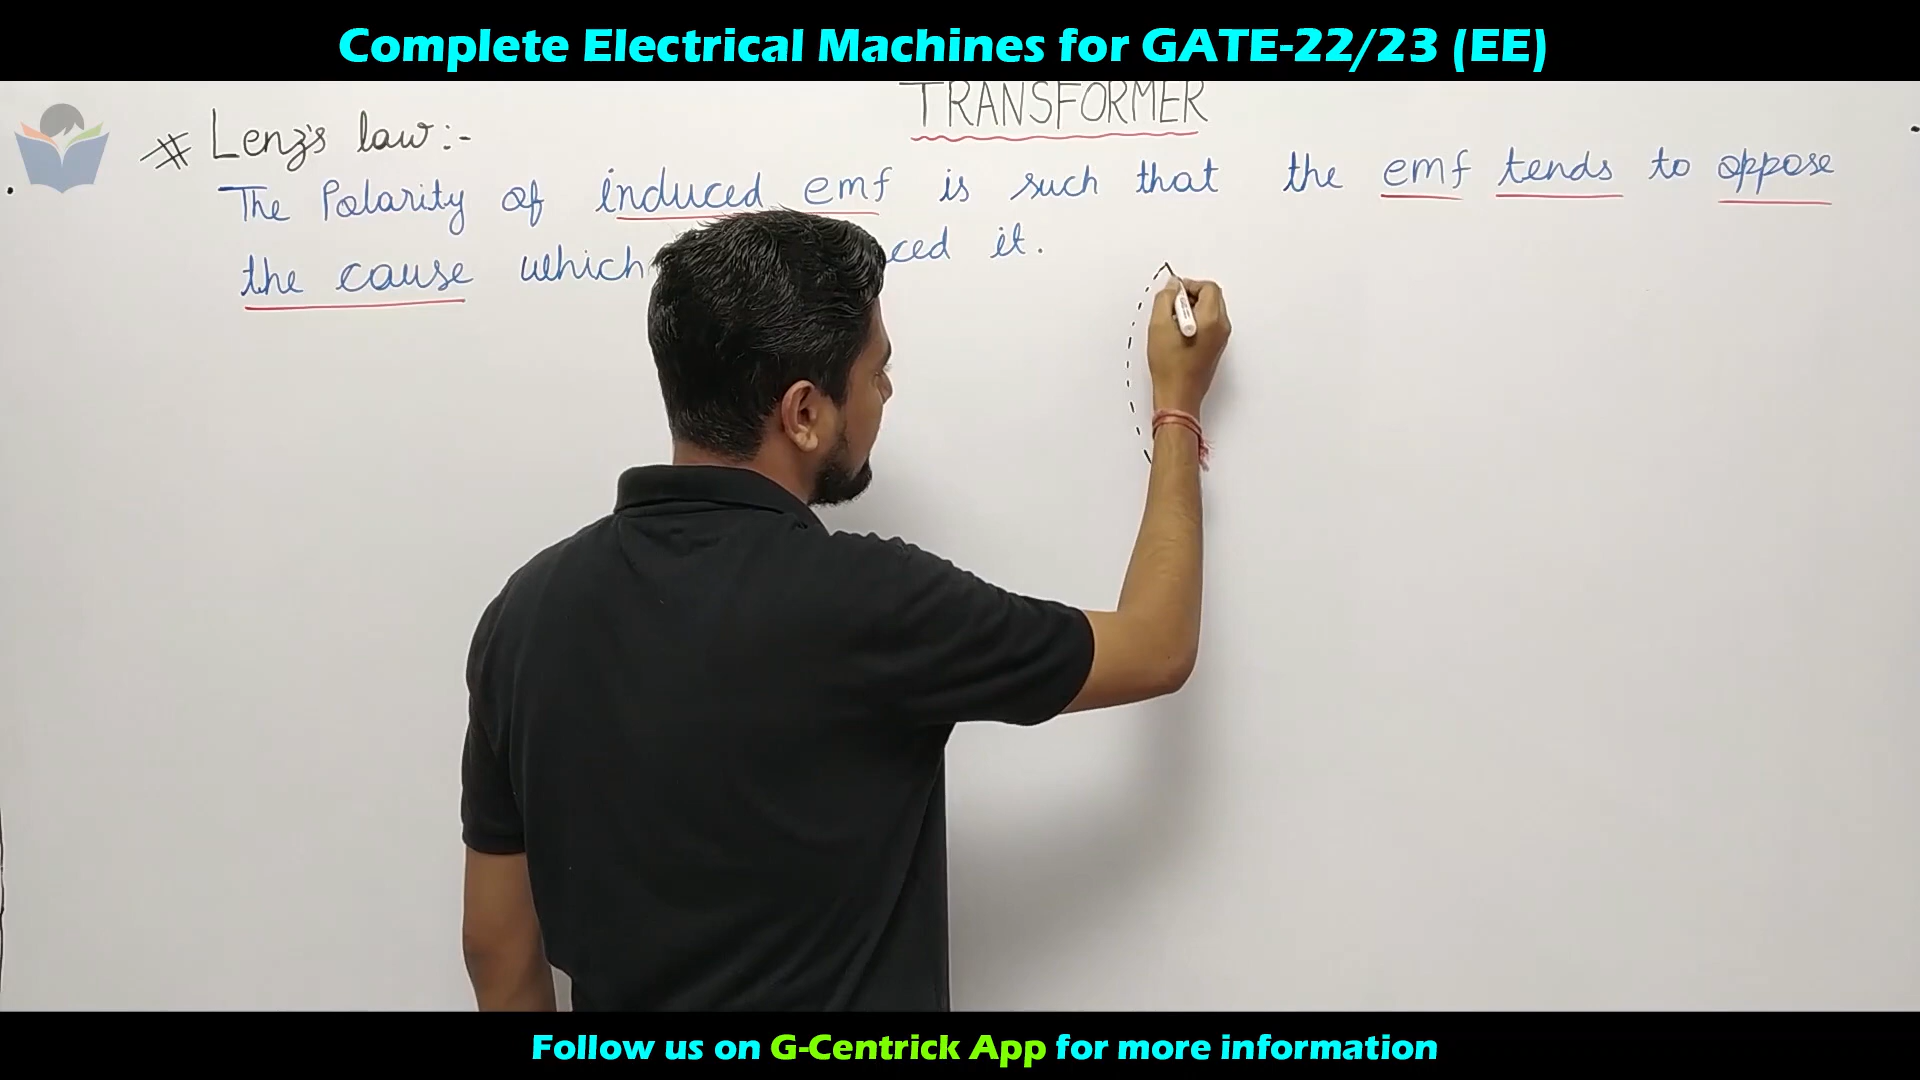 Complete Electrical Machines for GATE-22/23 (EE)
TRANSFORMER
# Lenz's law:-
The Polarity of induced emf is such that the emf tends to oppose
the cause which ced it.
Follow us on G-Centrick App for more information